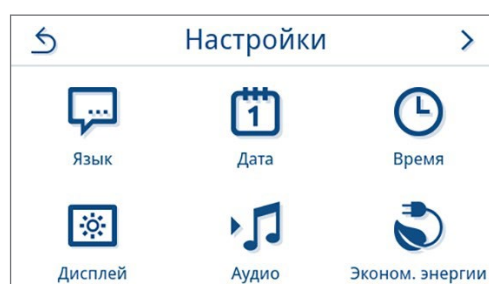 Настройки
...
1
Язык Дата Время
Дисплей Аудио Эконом. энергии